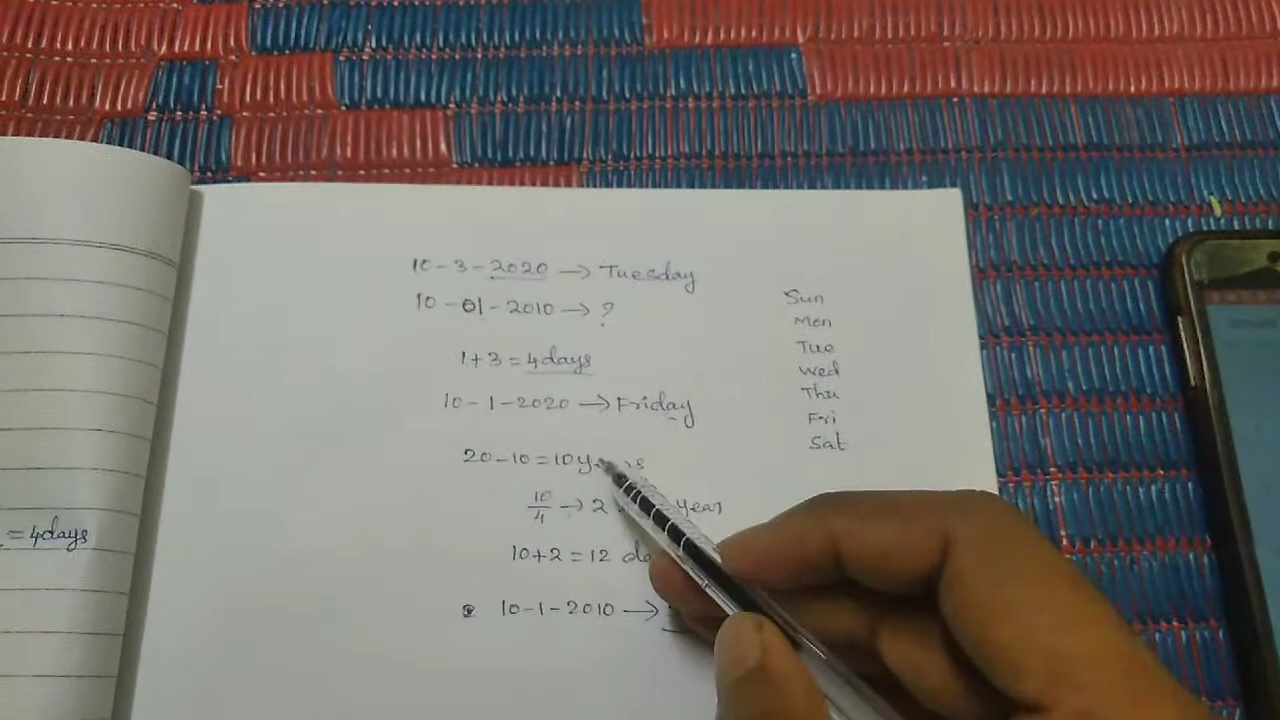 = 4days
10-3-2020 → Tuesday
10-01-2010 → ?
1+3 = 4days
10-1-2020 → Friday
20-10 = 10
10/4 → 2 year
10+2 = 12
10-1-2010 →
Sun
Mon
Tue
Wed
Thu
Fri
Sat